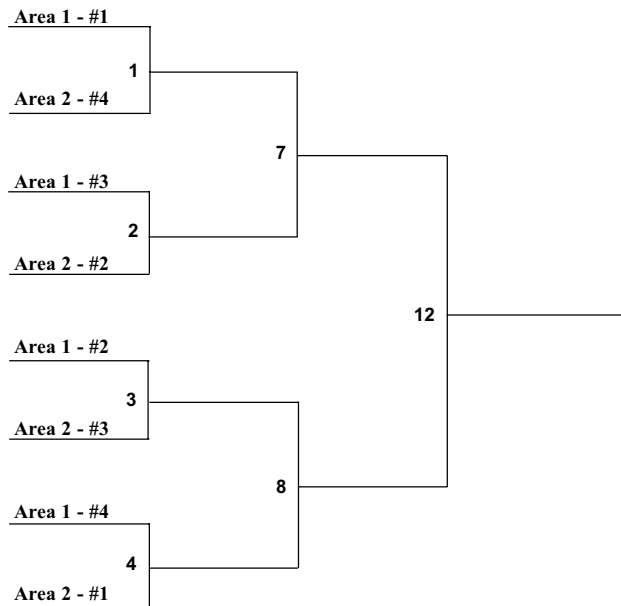 Area 1 - #1
1
Area 2 - #4
7
Area 1 - #3
2
Area 2 - #2
12
Area 1 - #2
3
Area 2 - #3
8
Area 1 - #4
4
Area 2 - #1